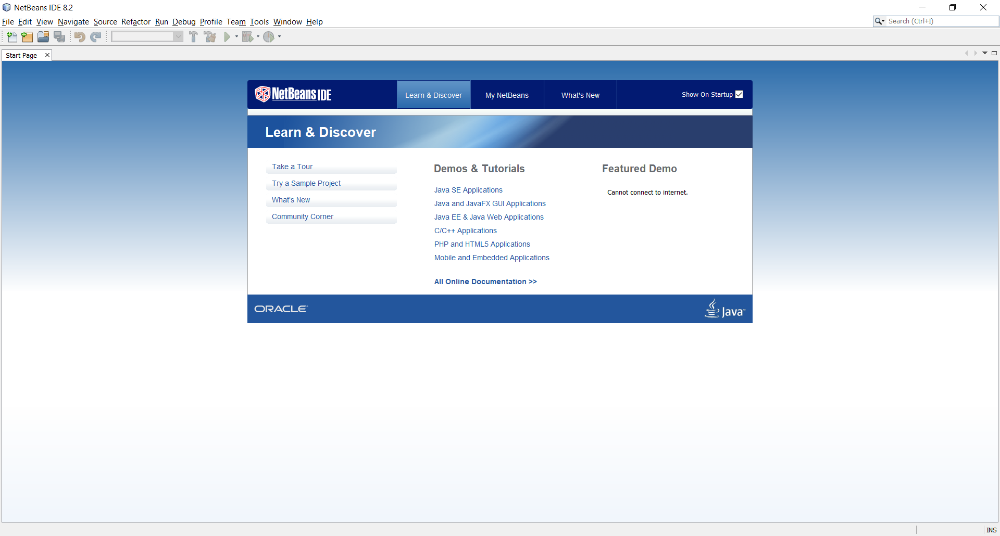 NetBeans IDE 8.2
File Edit View Navigate Source Refactor Run Debug Profile Team Tools Window Help
Search (Ctrl+I)
Start Page
NetBeans IDE
Learn & Discover
My NetBeans
What's New
Show On Startup
Learn & Discover
Take a Tour
Try a Sample Project
What's New
Community Corner
Demos & Tutorials
Java SE Applications
Java and JavaFX GUI Applications
Java EE & Java Web Applications
C/C++ Applications
PHP and HTML5 Applications
Mobile and Embedded Applications
All Online Documentation >>
Featured Demo
Cannot connect to internet.
ORACLE
Java
INS